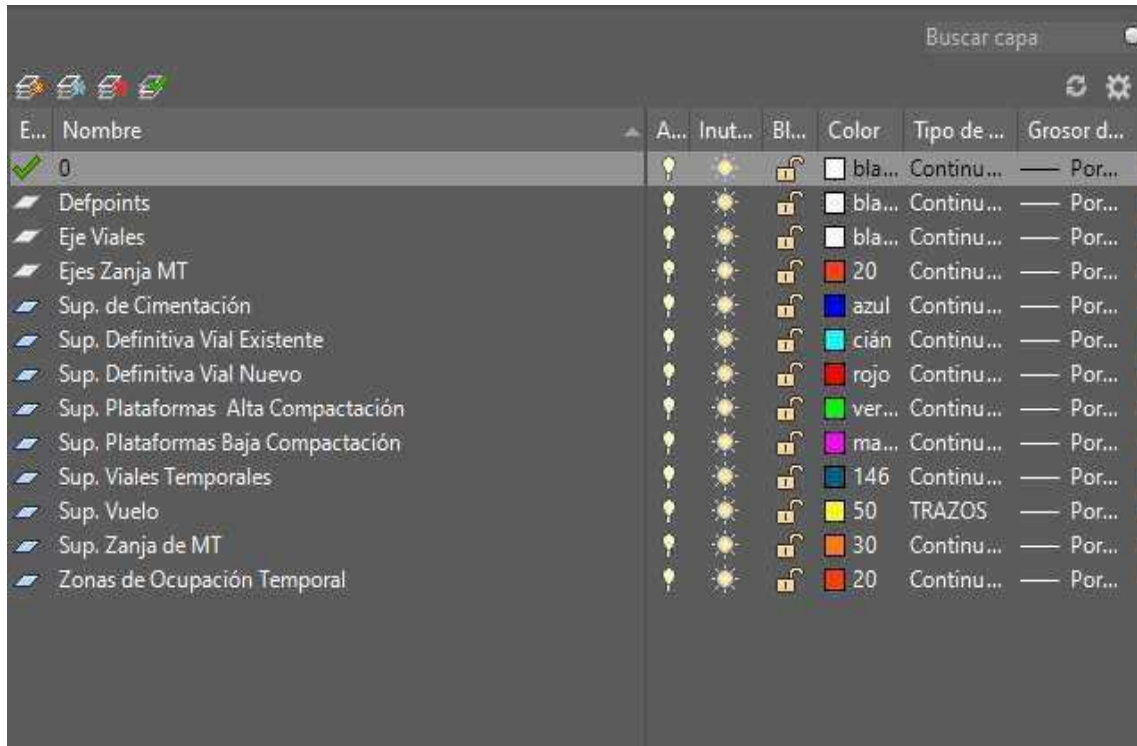 Buscar capa
E... Nombre A... Inut... Bl... Color Tipo de ... Grosor d...
0 bla... Continu... Por...
Defpoints bla... Continu... Por...
Eje Viales bla... Continu... Por...
Ejes Zanja MT 20 Continu... Por...
Sup. de Cimentación azul Continu... Por...
Sup. Definitiva Vial Existente cián Continu... Por...
Sup. Definitiva Vial Nuevo rojo Continu... Por...
Sup. Plataformas Alta Compactación ver... Continu... Por...
Sup. Plataformas Baja Compactación ma... Continu... Por...
Sup. Viales Temporales 146 Continu... Por...
Sup. Vuelo 50 TRAZOS Por...
Sup. Zanja de MT 30 Continu... Por...
Zonas de Ocupación Temporal 20 Continu... Por...